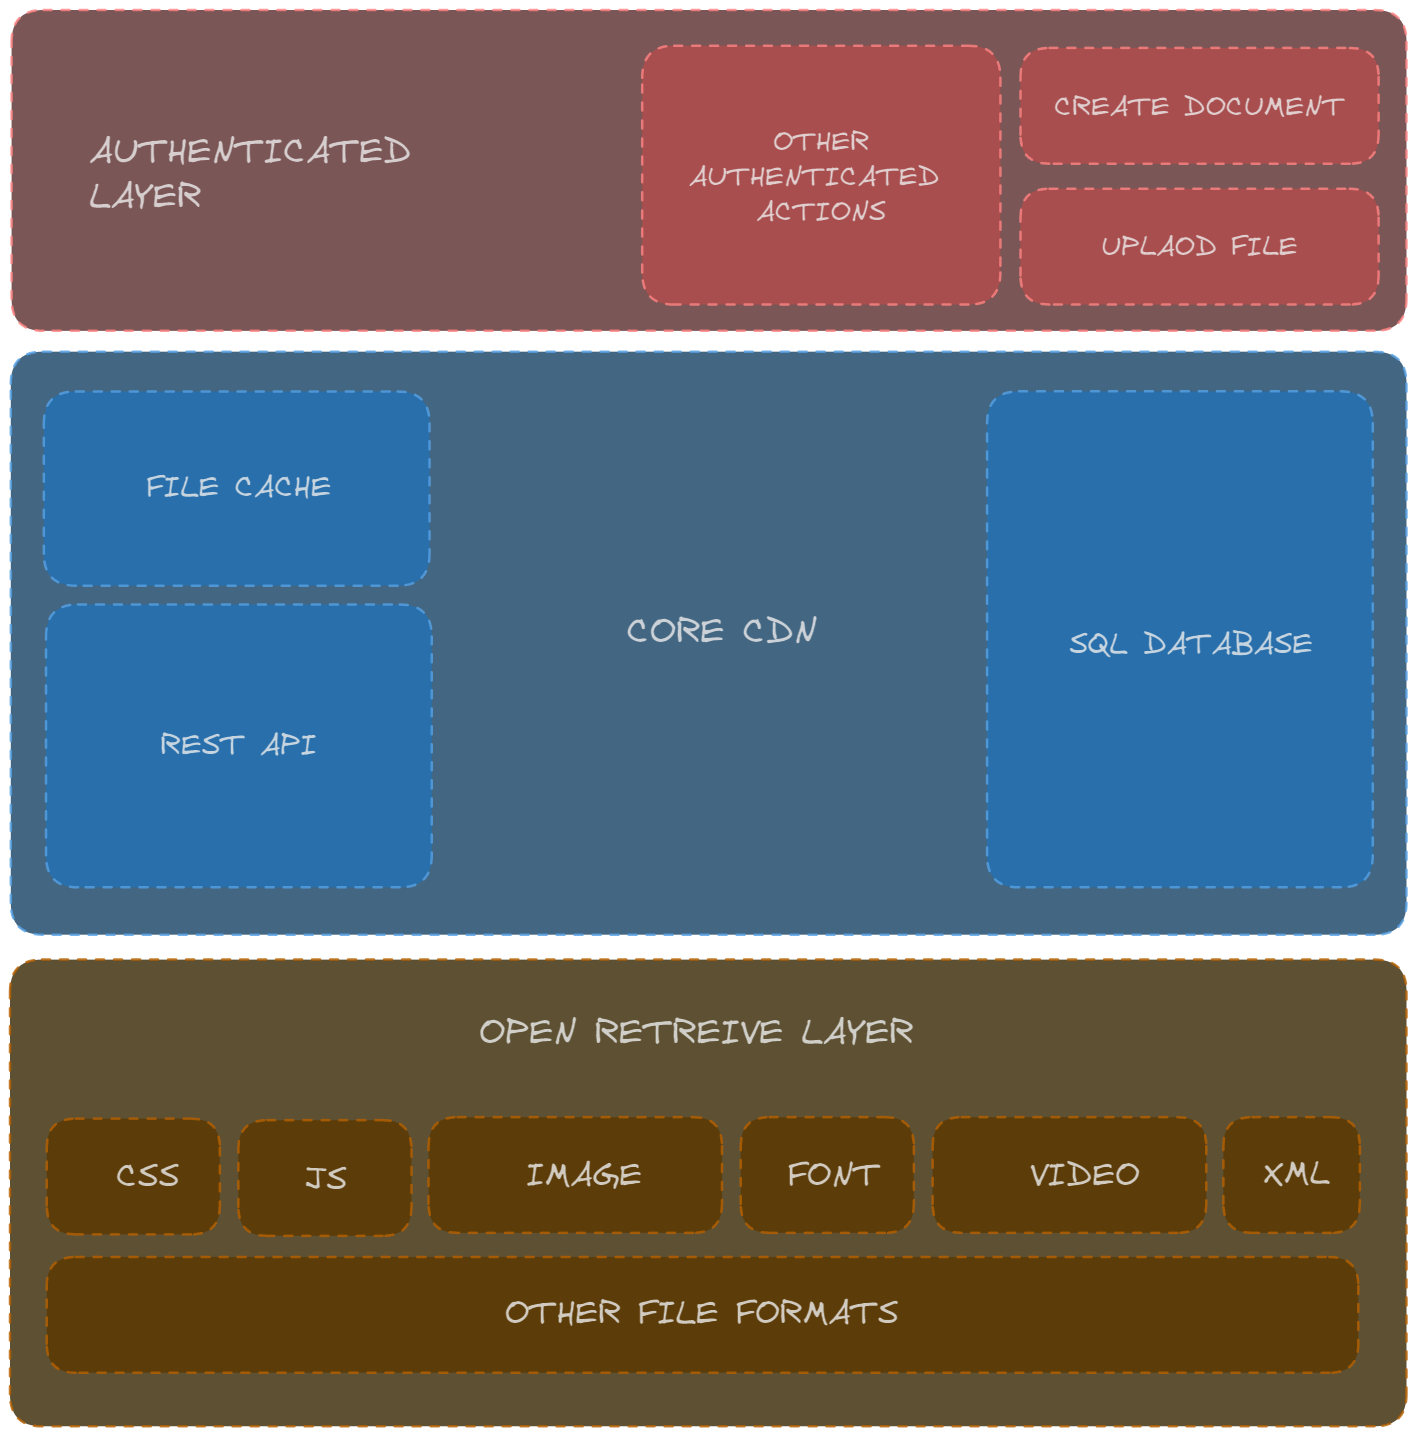 AUTHENTICATED
LAYER
OTHER
AUTHENTICATED
ACTIONS
CREATE DOCUMENT
UPLAOD FILE
FILE CACHE
REST API
CORE CDN
SQL DATABASE
OPEN RETREIVE LAYER
CSS
JS
IMAGE
FONT
VIDEO
XML
OTHER FILE FORMATS